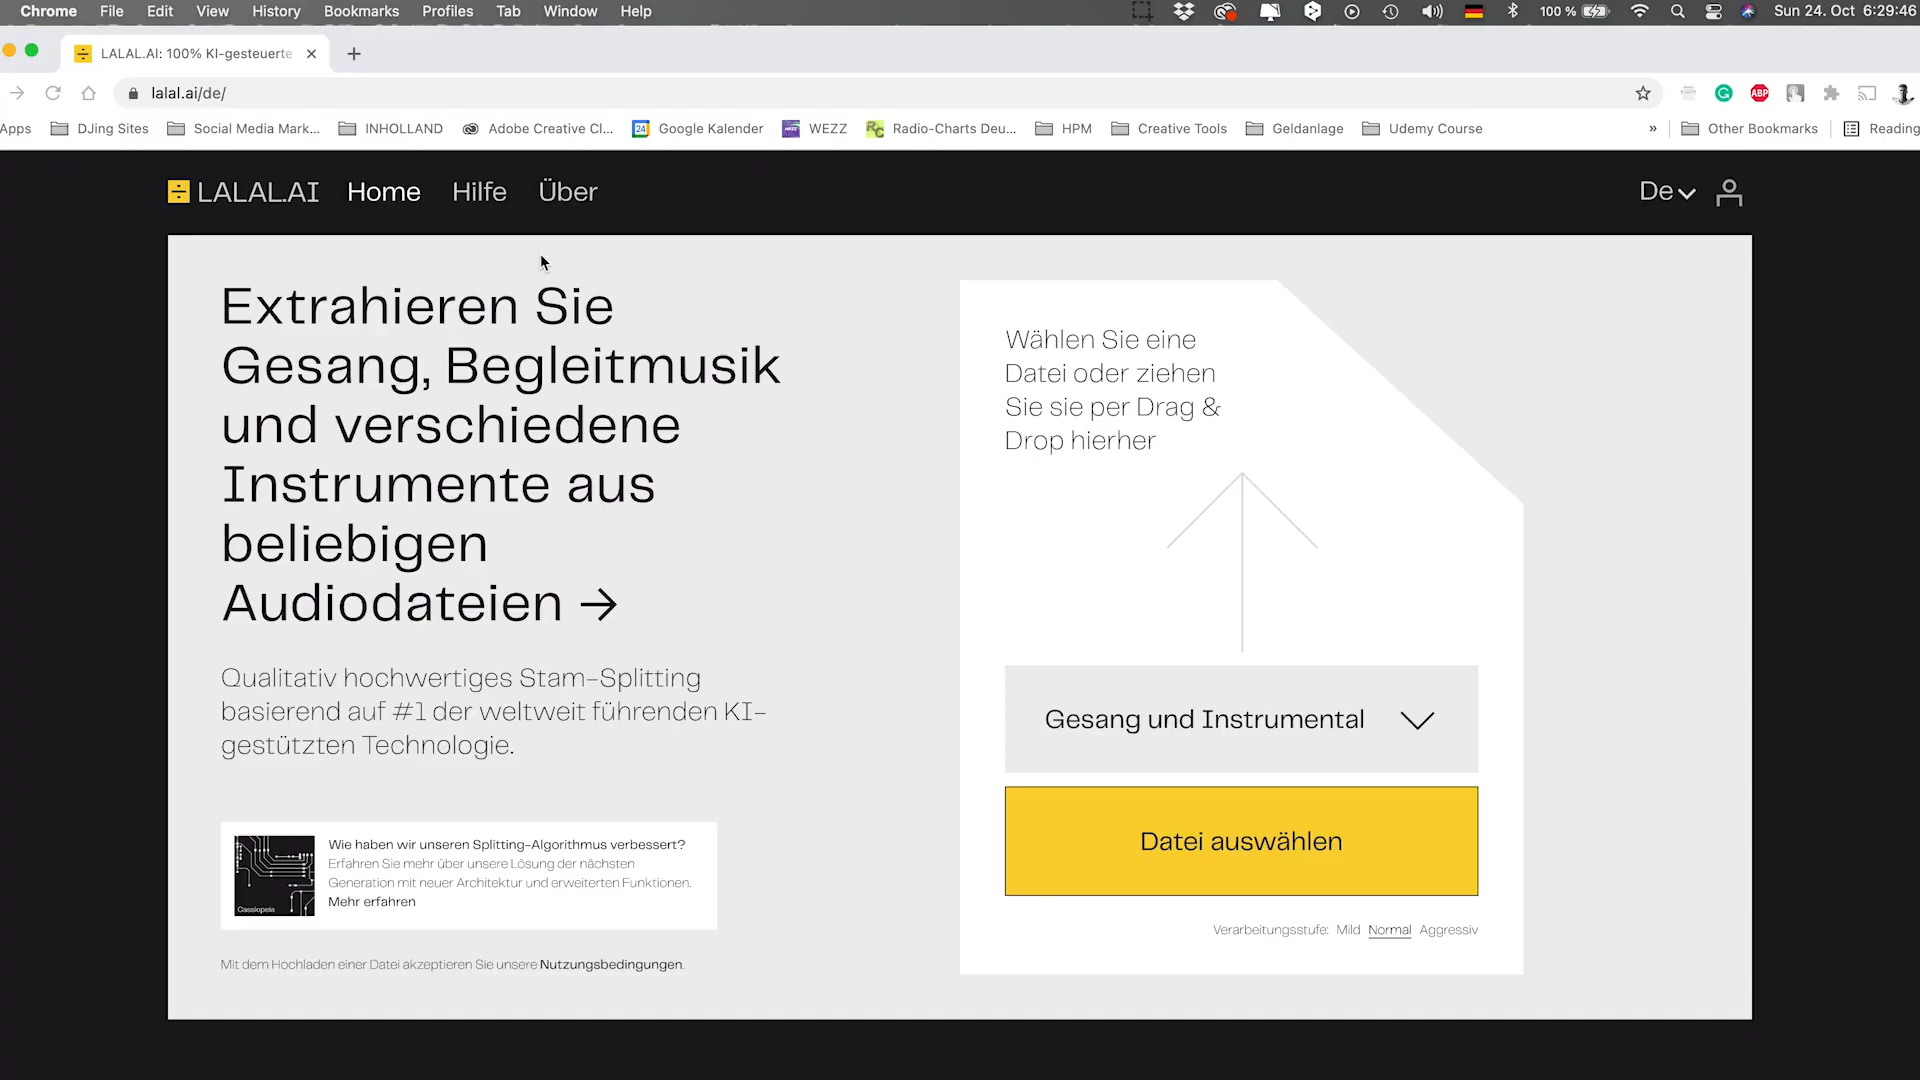 Chrome File Edit View History Bookmarks Profiles Tab Window Help 100 % Sun 24. Oct 6:29:46
LALAL.AI: 100% KI-gesteuerte
lalal.ai/de/
ABP
Apps DJing Sites Social Media Mark... INHOLLAND Adobe Creative Cl... 24 Google Kalender WEZZ WEZZ Radio-Charts Deu... HPM Creative Tools Geldanlage Udemy Course » Other Bookmarks Reading
LALAL.AI Home Hilfe Über De
Extrahieren Sie
Gesang, Begleitmusik
und verschiedene
Instrumente aus
beliebigen
Audiodateien →
Qualitativ hochwertiges Stam-Splitting
basierend auf #1 der weltweit führenden KI-
gestützten Technologie.
Cassiopeia
Wie haben wir unseren Splitting-Algorithmus verbessert?
Erfahren Sie mehr über unsere Lösung der nächsten
Generation mit neuer Architektur und erweiterten Funktionen.
Mehr erfahren
Mit dem Hochladen einer Datei akzeptieren Sie unsere Nutzungsbedingungen.
Wählen Sie eine
Datei oder ziehen
Sie sie per Drag &
Drop hierher
Gesang und Instrumental
Datei auswählen
Verarbeitungsstufe: Mild Normal Aggressiv